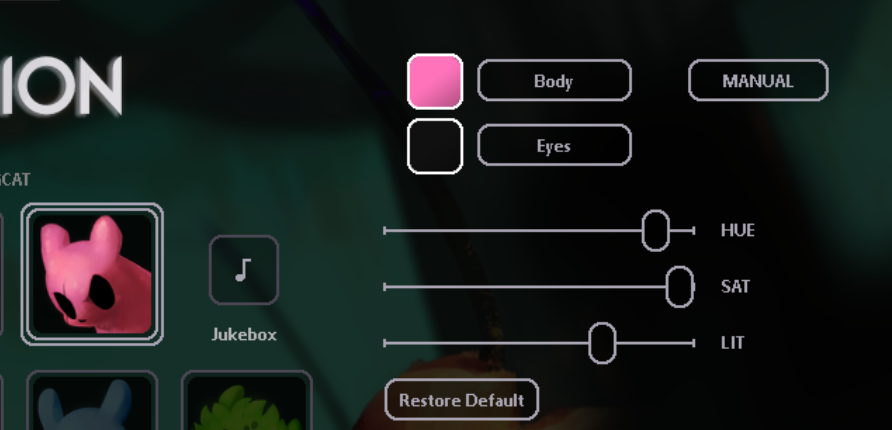 ION
Body
MANUAL
Eyes
CAT
HUE
SAT
Jukebox
LIT
Restore Default